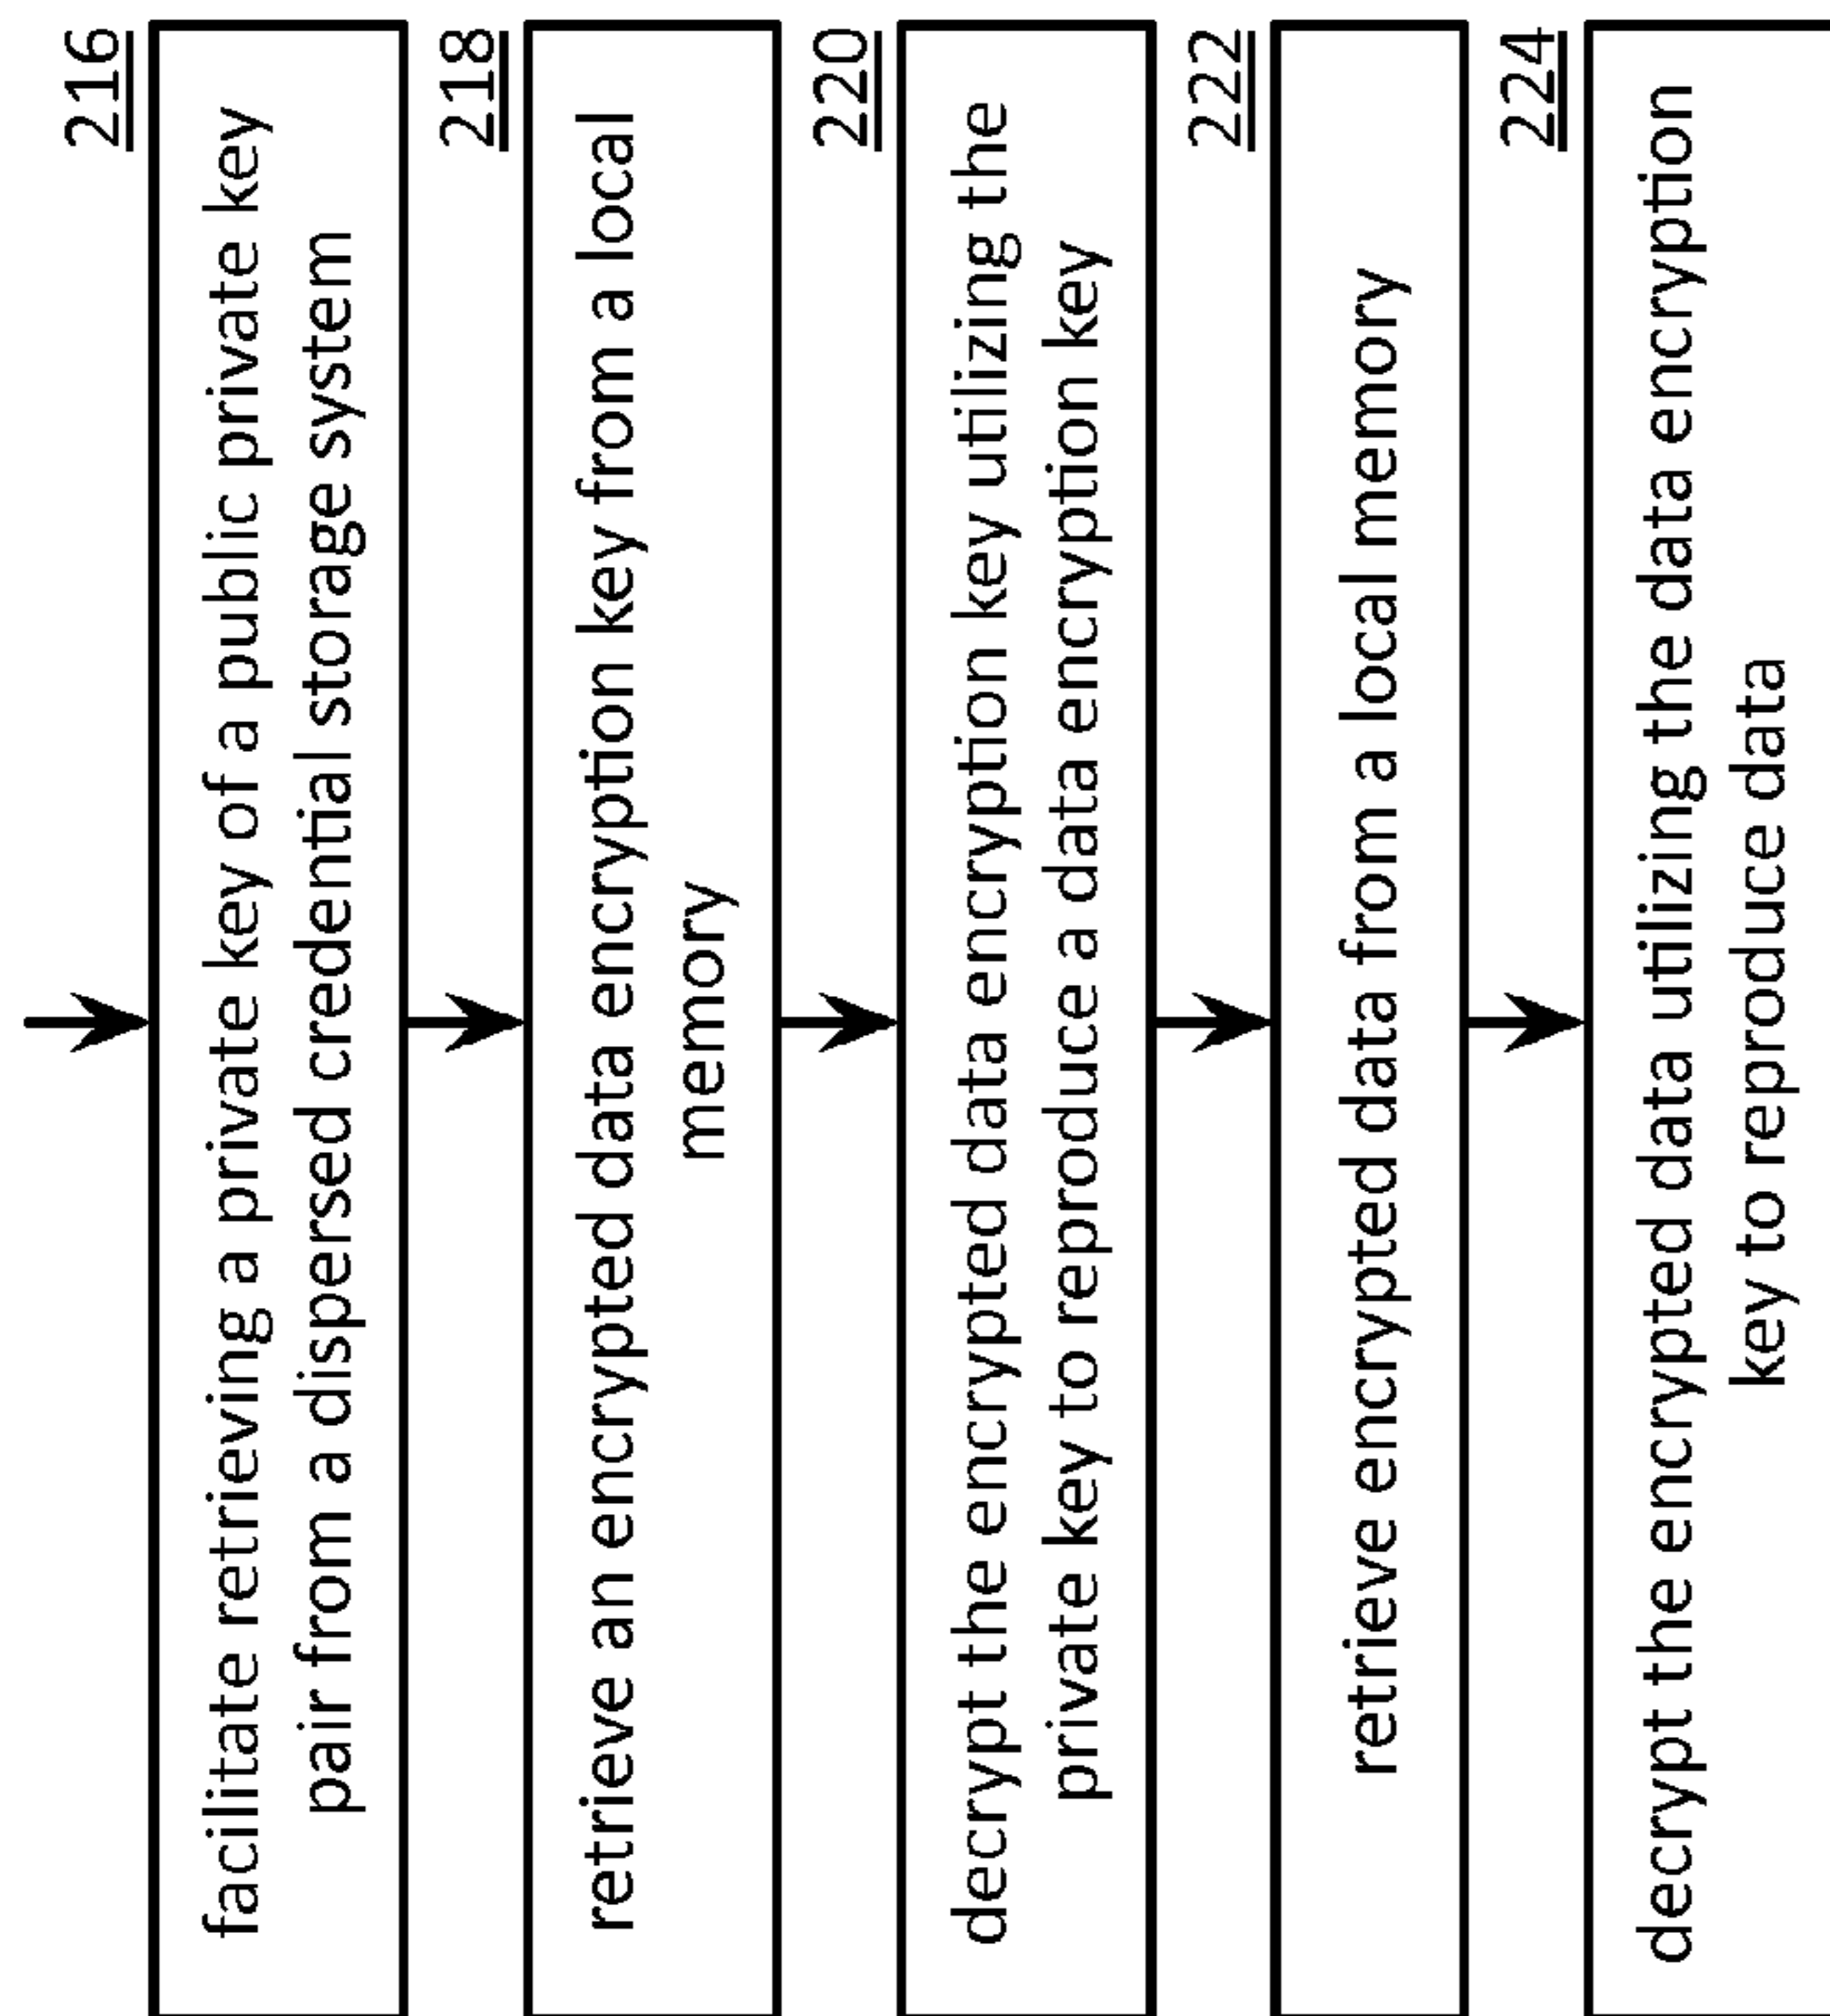 216
facilitate retrieving a private key of a public private key
pair from a dispersed credential storage system
218
retrieve an encrypted data encryption key from a local
memory
220
decrypt the encrypted data encryption key utilizing the
private key to reproduce a data encryption key
222
retrieve encrypted data from a local memory
224
decrypt the encrypted data utilizing the data encryption
key to reproduce data